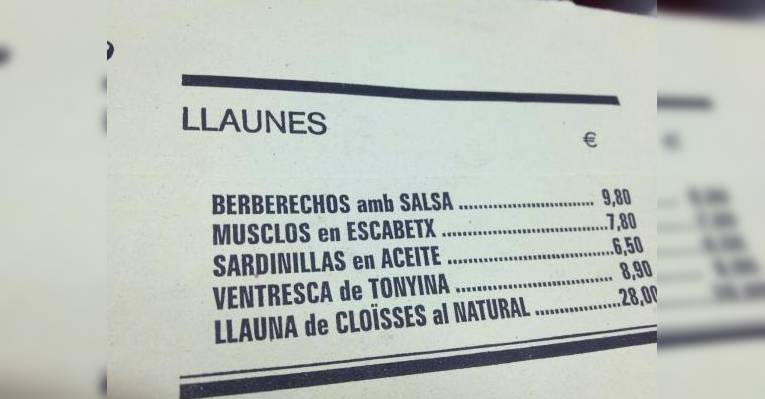 LLAUNES
€
BERBERECHOS amb SALSA ........................... 9,80
MUSCLOS en ESCABETX .................................7,80
SARDINILLAS en ACEITE .................................6,50
VENTRESCA de TONYINA ............................... 8,90
LLAUNA de CLOÏSSES al NATURAL .................28,00